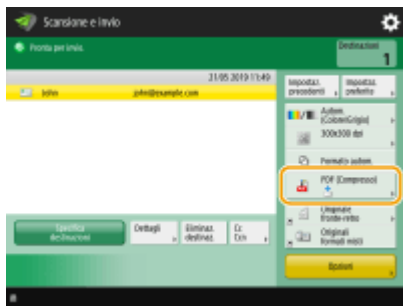 Scansione e invio
Pronta per invio.
Destinazioni
1
21/05 2019 11:49
John
john@example.com
Impostaz. precedenti
Impostaz. preferite
Autom. (Colore/Grigio)
300x300 dpi
Formato autom.
PDF (Compresso)
Originale fronte-retro
Originali formati misti
Specifica destinazioni
Dettagli
Eliminaz. destinaz.
Cc Ccn
Opzioni